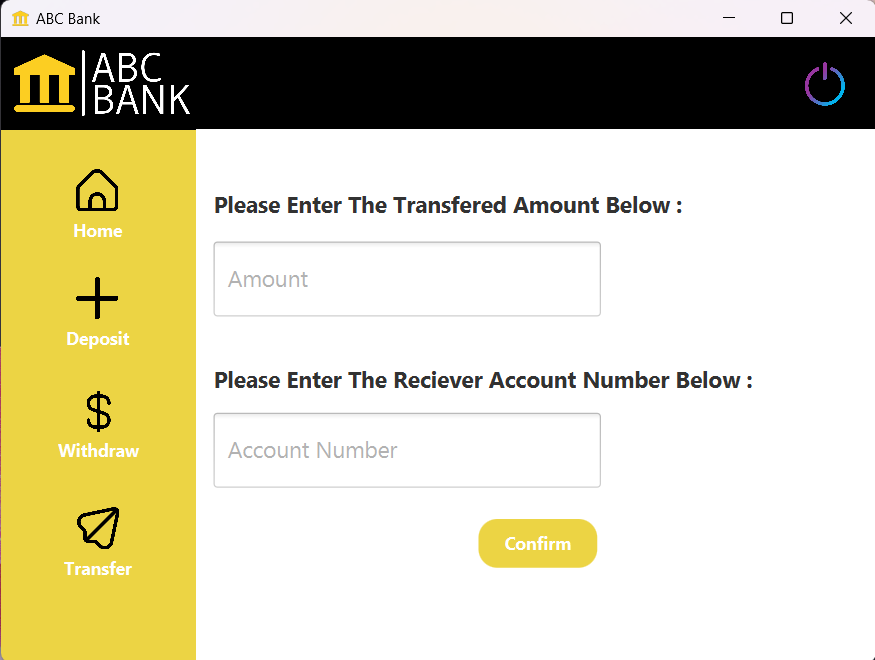 ABC Bank
ABC
BANK
Home
Deposit
Withdraw
Transfer
Please Enter The Transfered Amount Below :
Amount
Please Enter The Reciever Account Number Below :
Account Number
Confirm